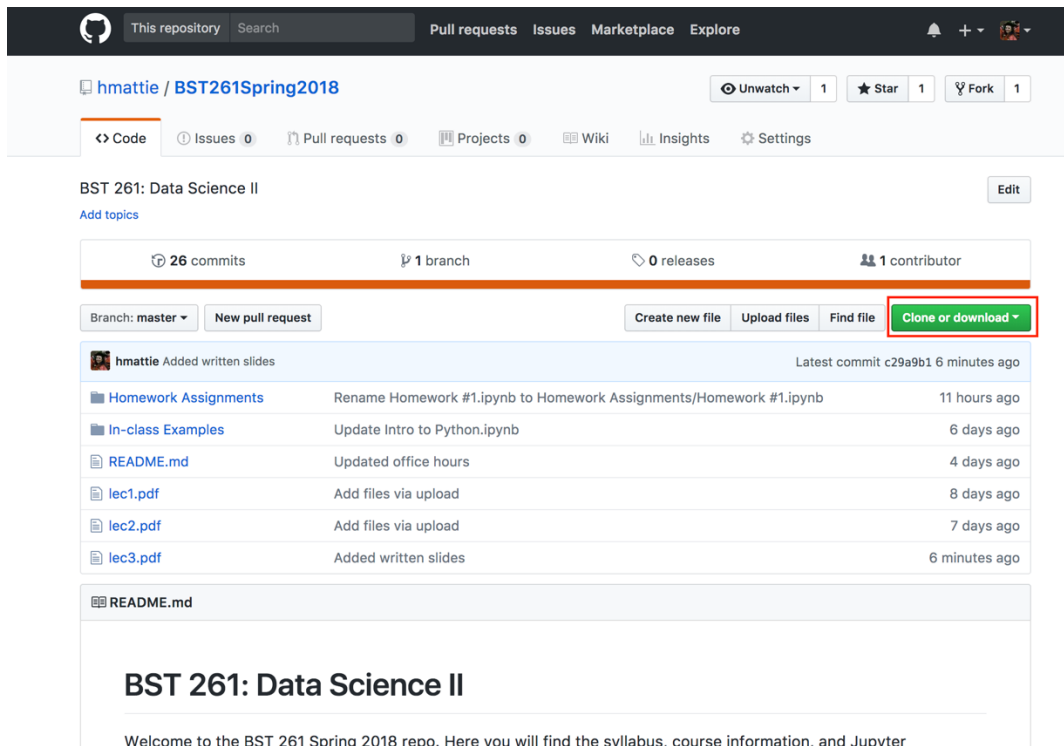 This repository Search Pull requests Issues Marketplace Explore
hmattie / BST261Spring2018 Unwatch 1 Star 1 Fork 1
Code Issues 0 Pull requests 0 Projects 0 Wiki Insights Settings
BST 261: Data Science II Edit
Add topics
26 commits 1 branch 0 releases 1 contributor
Branch: master New pull request Create new file Upload files Find file Clone or download
hmattie Added written slides Latest commit c29a9b1 6 minutes ago
Homework Assignments Rename Homework #1.ipynb to Homework Assignments/Homework #1.ipynb 11 hours ago
In-class Examples Update Intro to Python.ipynb 6 days ago
README.md Updated office hours 4 days ago
lec1.pdf Add files via upload 8 days ago
lec2.pdf Add files via upload 7 days ago
lec3.pdf Added written slides 6 minutes ago
README.md
BST 261: Data Science II
Welcome to the BST 261 Spring 2018 repo. Here you will find the syllabus, course information, and Jupyter